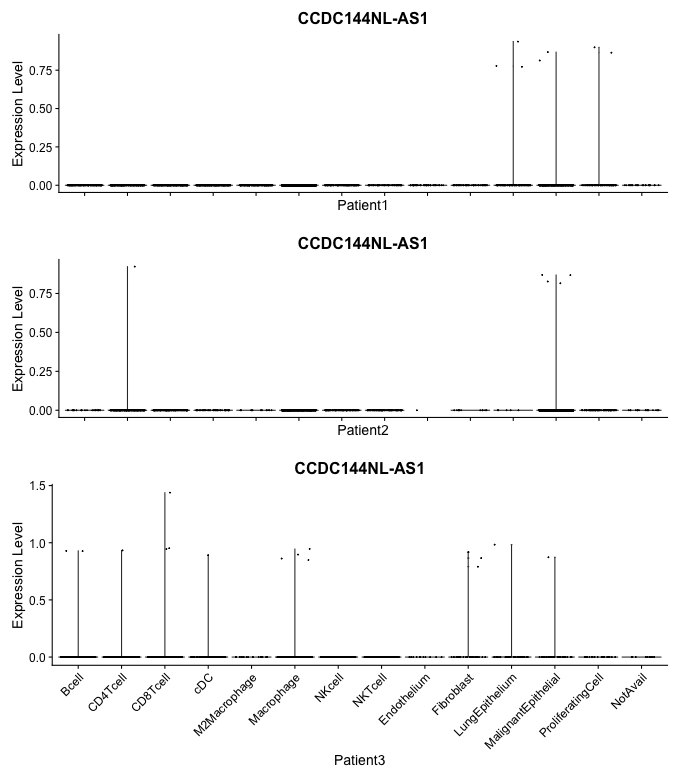 CCDC144NL-AS1
Expression Level
0.75
0.50
0.25
0.00
Patient1
CCDC144NL-AS1
Expression Level
0.75
0.50
0.25
0.00
Patient2
CCDC144NL-AS1
Expression Level
1.5
1.0
0.5
0.0
Bcell
CD4Tcell
CD8Tcell
cDC
M2Macrophage
Macrophage
NKcell
NKTcell
Endothelium
Fibroblast
LungEpithelium
MalignantEpithelial
ProliferatingCell
NotAvail
Patient3